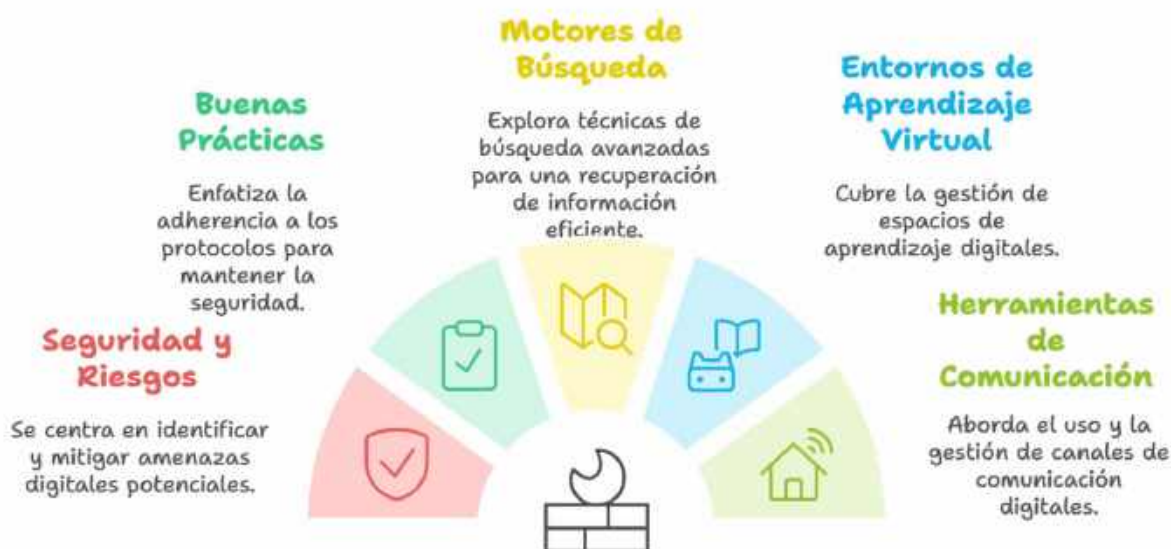 Seguridad y
Riesgos
Se centra en identificar
y mitigar amenazas
digitales potenciales.
Buenas
Prácticas
Enfatiza la
adherencia a los
protocolos para
mantener la
seguridad.
Motores de
Búsqueda
Explora técnicas de
búsqueda avanzadas
para una recuperación
de información
eficiente.
Entornos de
Aprendizaje
Virtual
Cubre la gestión de
espacios de
aprendizaje digitales.
Herramientas
de
Comunicación
Aborda el uso y la
gestión de canales de
comunicación
digitales.